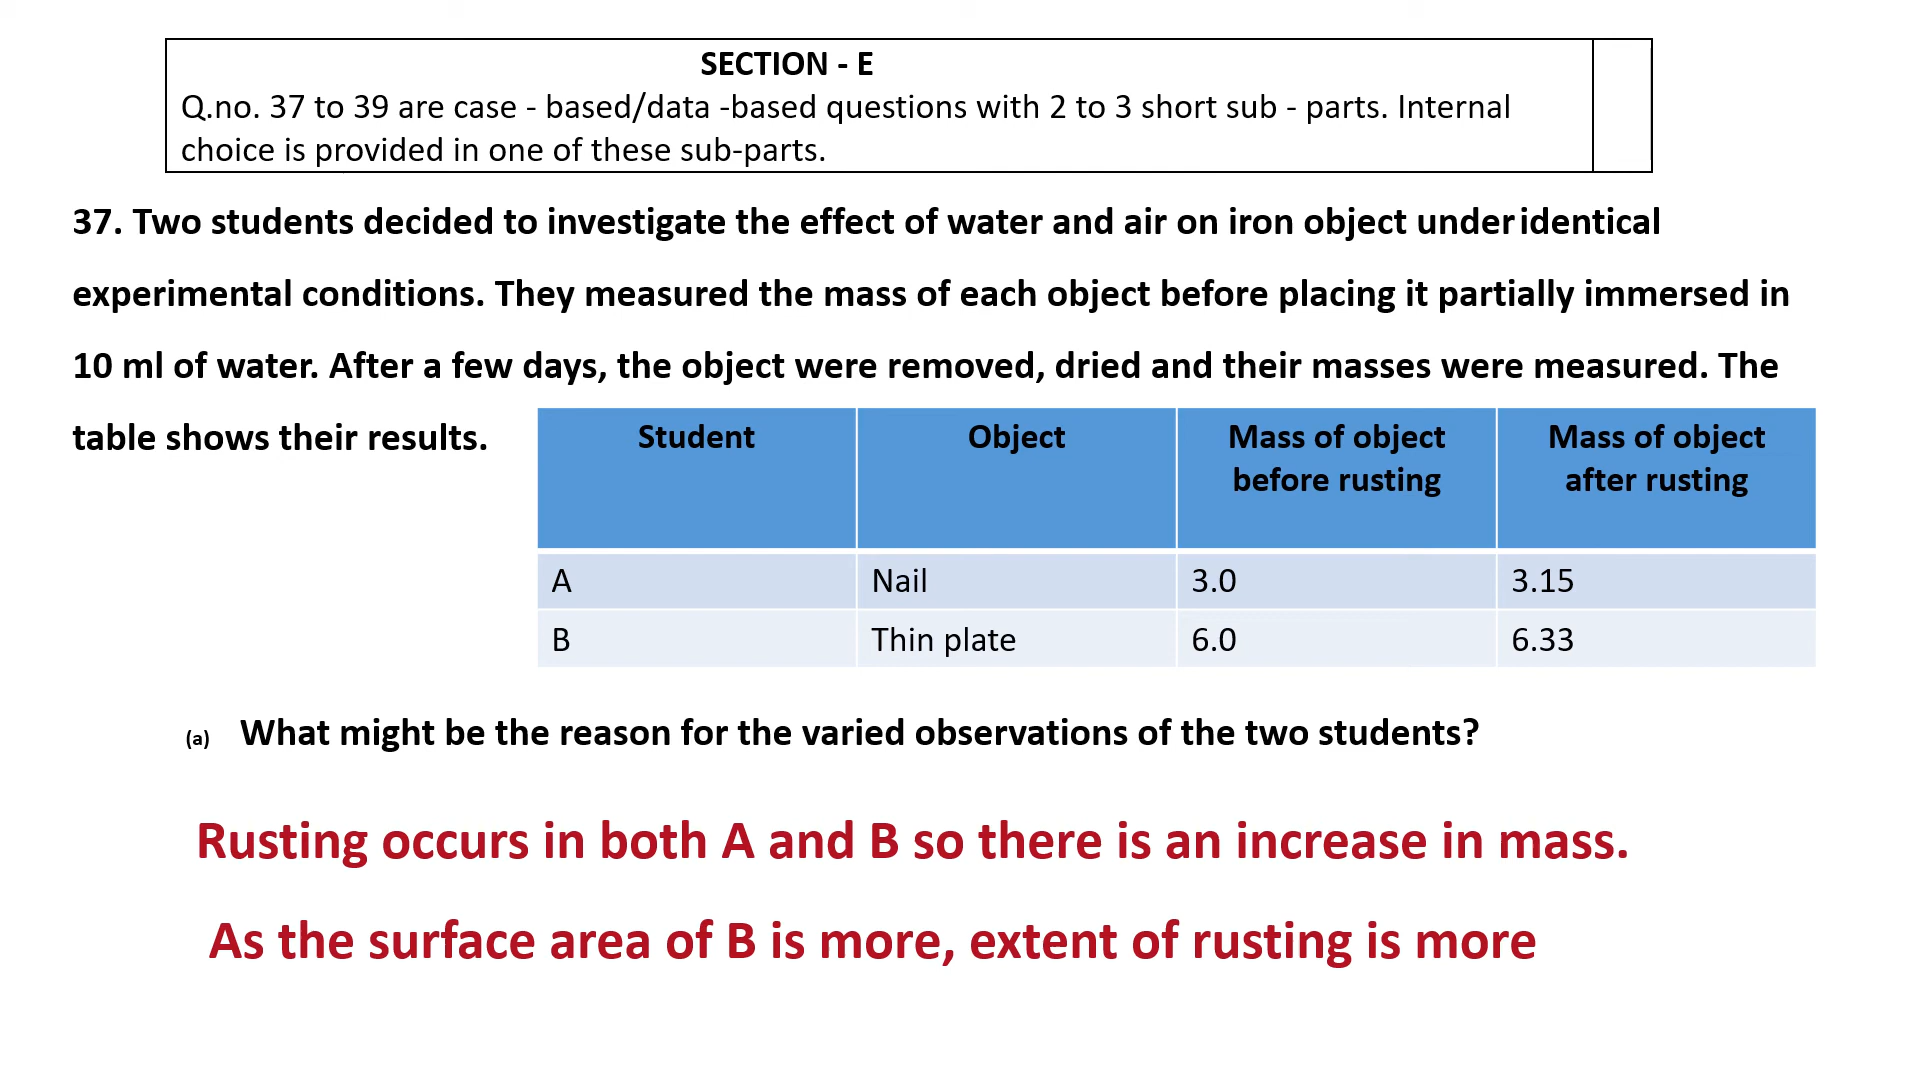 SECTION - E
Q.no. 37 to 39 are case - based/data -based questions with 2 to 3 short sub - parts. Internal
choice is provided in one of these sub-parts.
37. Two students decided to investigate the effect of water and air on iron object under identical
experimental conditions. They measured the mass of each object before placing it partially immersed in
10 ml of water. After a few days, the object were removed, dried and their masses were measured. The
table shows their results.
Student Object Mass of object before rusting Mass of object after rusting
A Nail 3.0 3.15
B Thin plate 6.0 6.33
(a) What might be the reason for the varied observations of the two students?
Rusting occurs in both A and B so there is an increase in mass.
As the surface area of B is more, extent of rusting is more